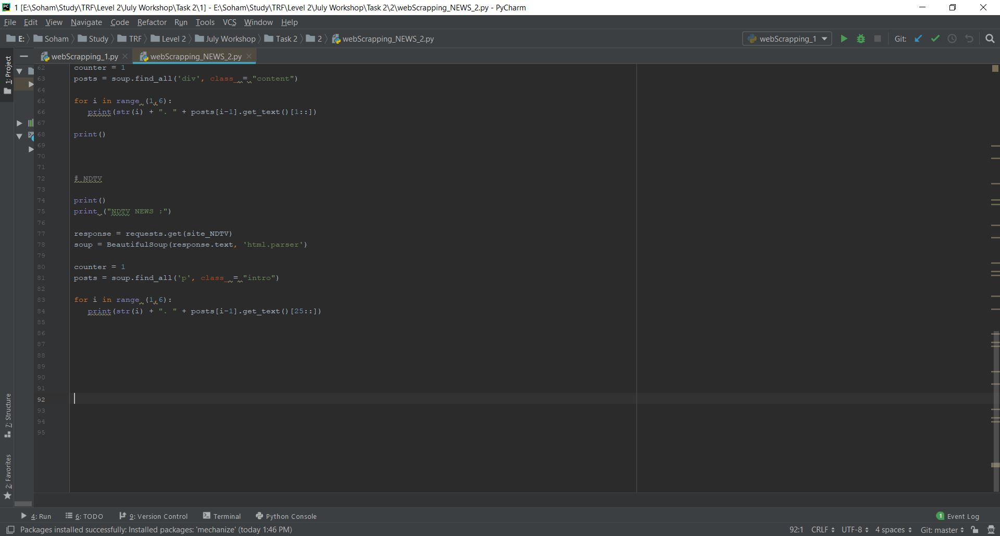 PC 1 [E:\Soham\Study\TRF\Level 2\July Workshop\Task 2\1] - E:\Soham\Study\TRF\Level 2\July Workshop\Task 2\2\webScrapping_NEWS_2.py - PyCharm
File Edit View Navigate Code Refactor Run Tools VCS Window Help
E: Soham Study TRF Level 2 July Workshop Task 2 2 webScrapping_NEWS_2.py webScrapping_1 Git:
1: Project
webScrapping_1.py webScrapping_NEWS_2.py
62 counter = 1
63 posts = soup.find_all('div', class_ = "content")
64
65 for i in range (1,6):
66 print(str(i) + ". " + posts[i-1].get_text()[1::])
67
68 print()
69
70
71
72 # NDTV
73
74 print()
75 print ("NDTV NEWS :")
76
77 response = requests.get(site_NDTV)
78 soup = BeautifulSoup(response.text, 'html.parser')
79
80 counter = 1
81 posts = soup.find_all('p', class_ = "intro")
82
83 for i in range (1,6):
84 print(str(i) + ". " + posts[i-1].get_text()[25::])
85
86
87
88
89
90
91
92
93
94
95
7: Structure
2: Favorites
4: Run 6: TODO 9: Version Control Terminal Python Console 1 Event Log
Packages installed successfully: Installed packages: 'mechanize' (today 1:46 PM) 92:1 CRLF UTF-8 4 spaces Git: master